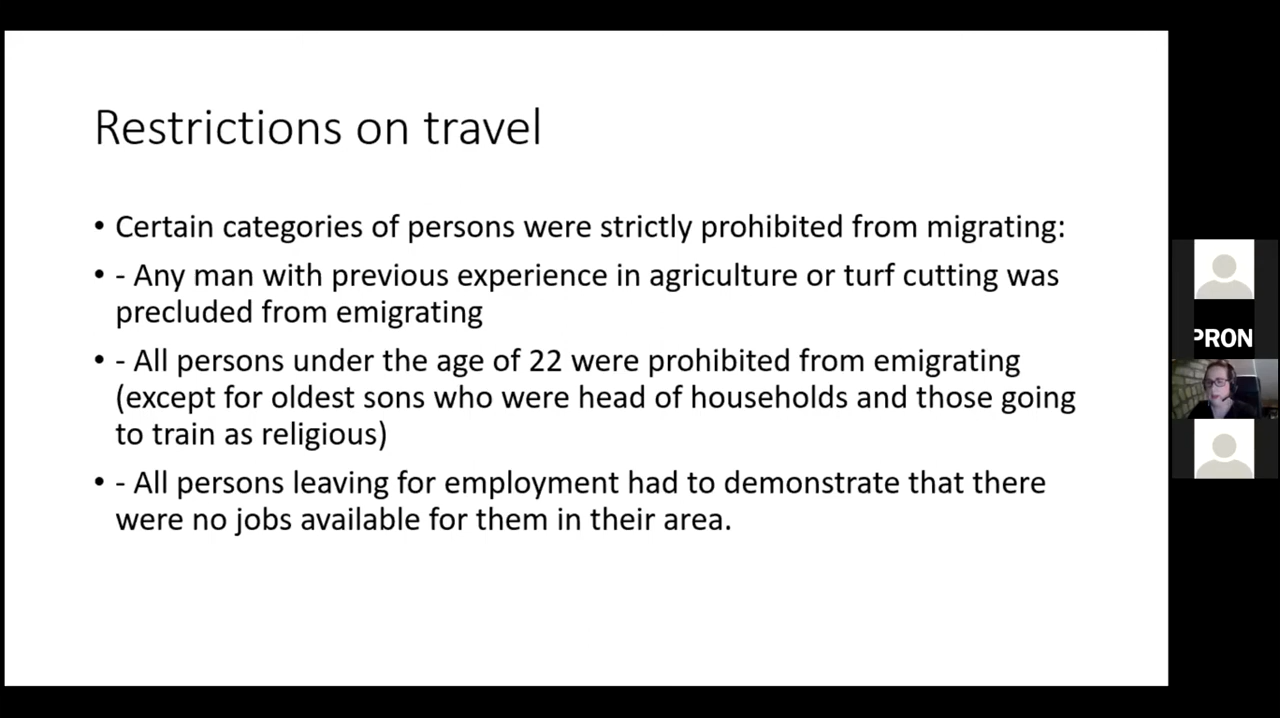 Restrictions on travel
• Certain categories of persons were strictly prohibited from migrating:
• - Any man with previous experience in agriculture or turf cutting was
precluded from emigrating
• - All persons under the age of 22 were prohibited from emigrating
(except for oldest sons who were head of households and those going
to train as religious)
• - All persons leaving for employment had to demonstrate that there
were no jobs available for them in their area.
PRON